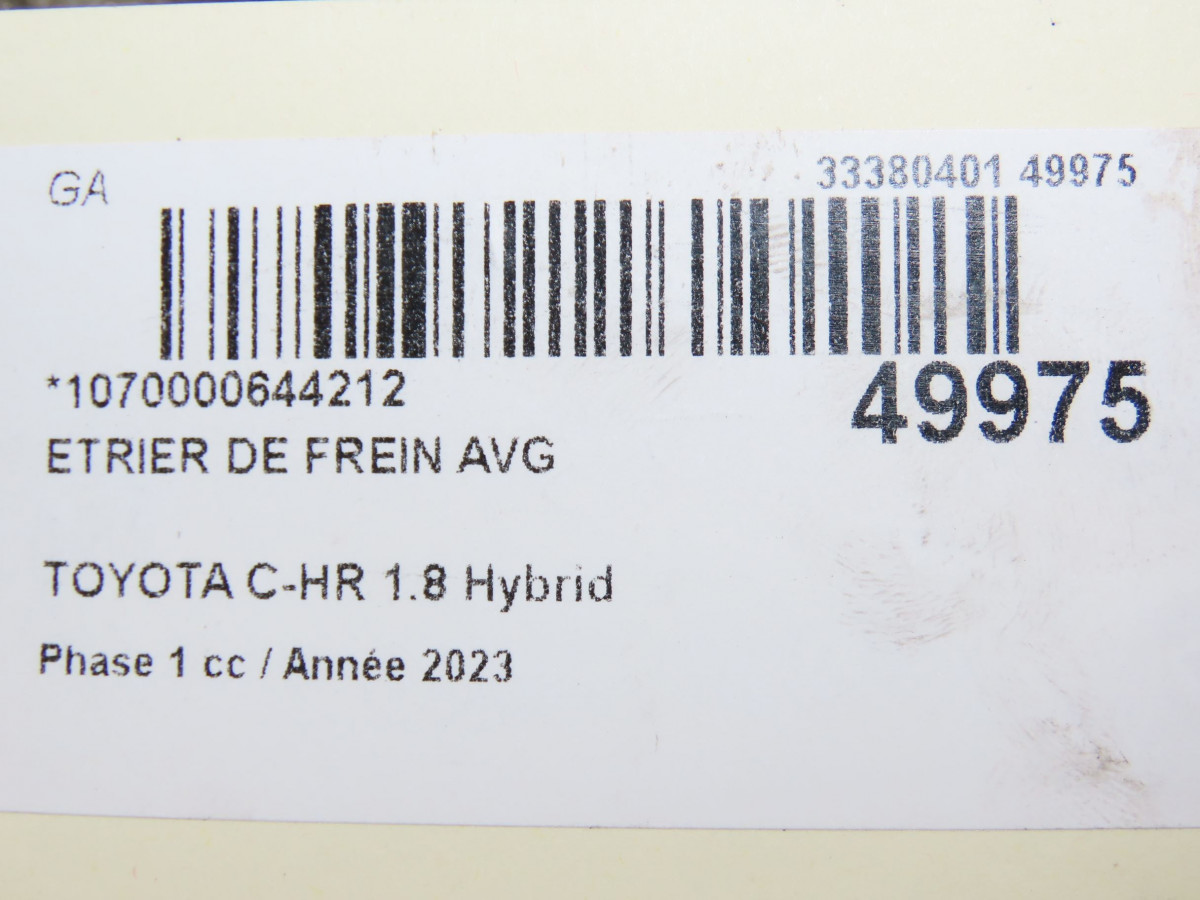 GA
33380401 49975
*1070000644212
49975
ETRIER DE FREIN AVG
TOYOTA C-HR 1.8 Hybrid
Phase 1 cc / Année 2023